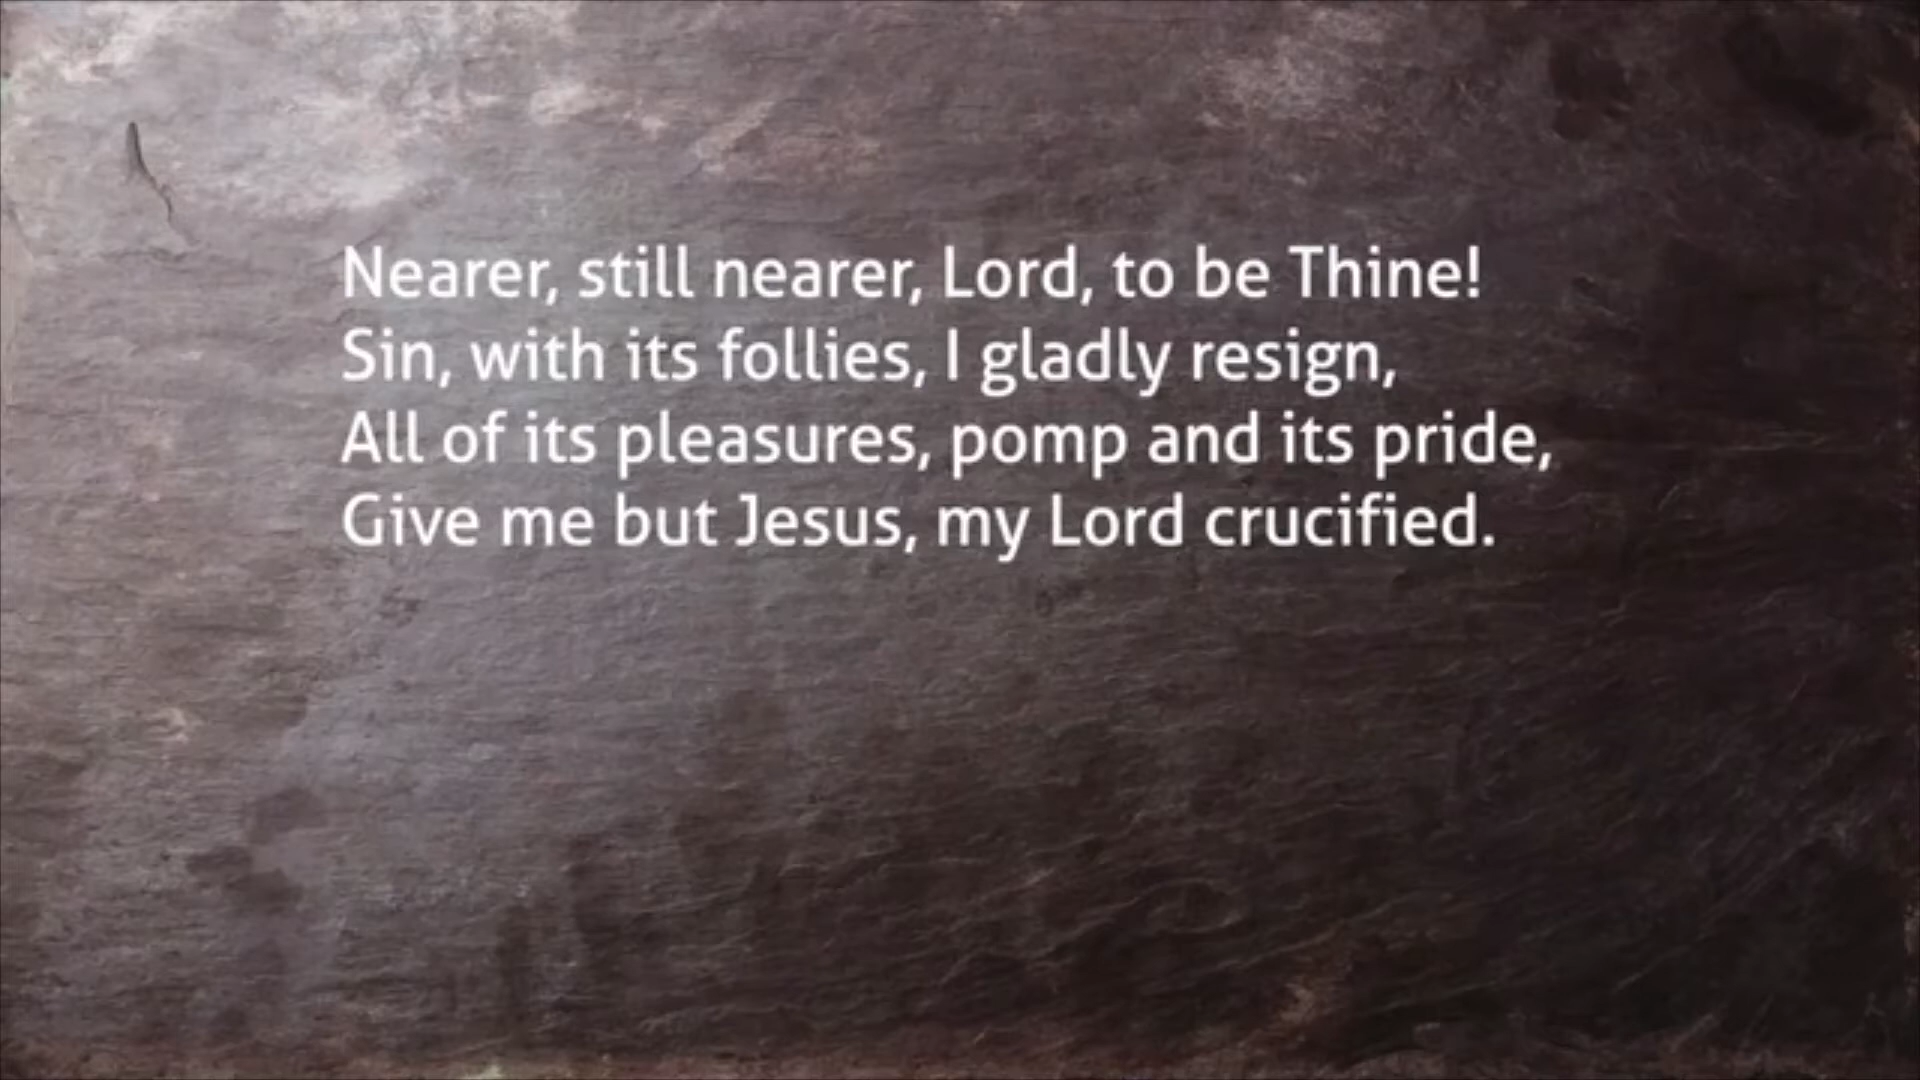 Nearer, still nearer, Lord, to be Thine!
Sin, with its follies, I gladly resign,
All of its pleasures, pomp and its pride,
Give me but Jesus, my Lord crucified.